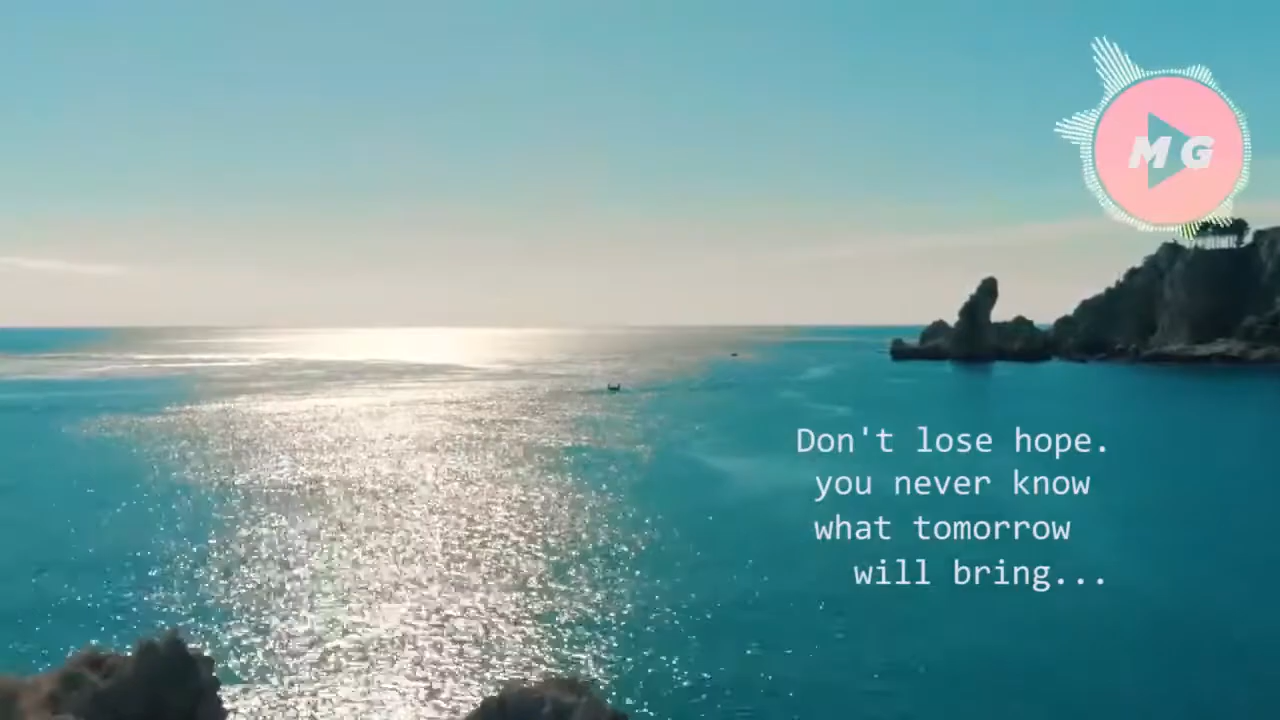 M G
Don't lose hope.
you never know
what tomorrow
will bring...